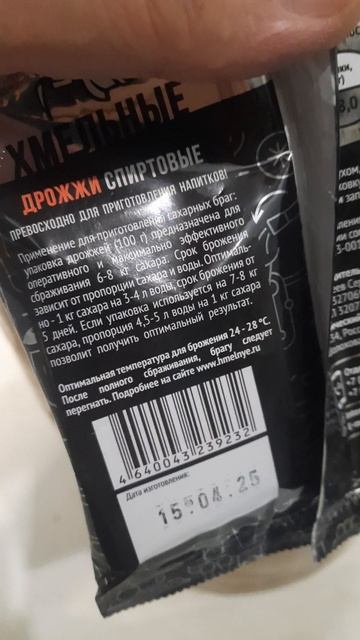 ХМЕЛЬНЫЕ
ДРОЖЖИ СПИРТОВЫЕ
ПРЕВОСХОДНО ДЛЯ ПРИГОТОВЛЕНИЯ НАПИТКОВ!
Применение для приготовления сахарных браг:
упаковка дрожжей (100 г) предназначена для
оперативного и максимально эффективного
сбраживания 6-8 кг сахара. Срок брожения
зависит от пропорции сахара и воды. Оптималь-
но - 1 кг сахара на 3-4 л воды, срок брожения от
5 дней. Если упаковка используется на 7-8 кг
сахара, пропорция 4,5-5 л воды на 1 кг сахара
позволит получить оптимальный результат.
Оптимальная температура для брожения 24 - 28 °C.
После полного сбраживания, брагу следует
перегнать. Подробнее на сайте www.hmelnye.ru
4 640043 239232
Дата изготовления:
15 04 25